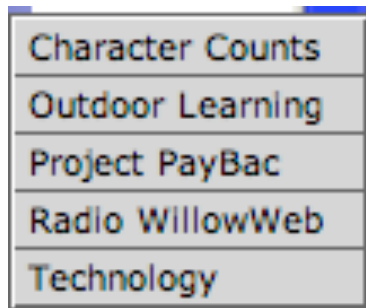 Character Counts
Outdoor Learning
Project PayBac
Radio WillowWeb
Technology